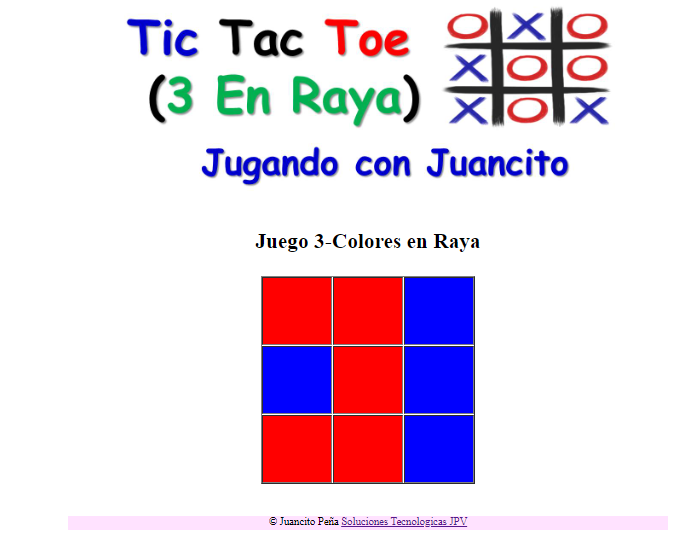 Tic Tac Toe
(3 En Raya)
Jugando con Juancito
Juego 3-Colores en Raya
© Juancito Peña Soluciones Tecnologicas JPV